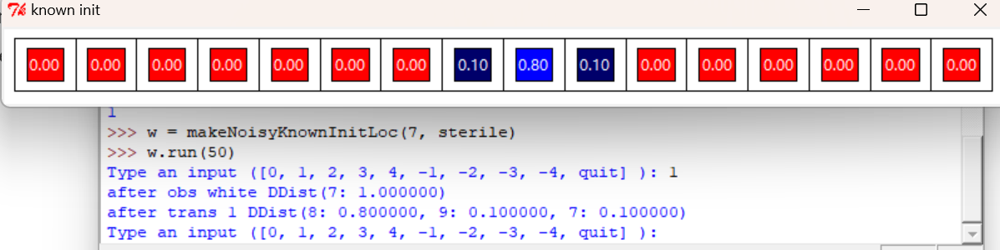 known init
0.00 0.00 0.00 0.00 0.00 0.00 0.00 0.10 0.80 0.10 0.00 0.00 0.00 0.00 0.00 0.00
1
>>> w = makeNoisyKnownInitLoc(7, sterile)
>>> w.run(50)
Type an input ([0, 1, 2, 3, 4, -1, -2, -3, -4, quit] ): 1
after obs white DDist(7: 1.000000)
after trans 1 DDist(8: 0.800000, 9: 0.100000, 7: 0.100000)
Type an input ([0, 1, 2, 3, 4, -1, -2, -3, -4, quit] ):